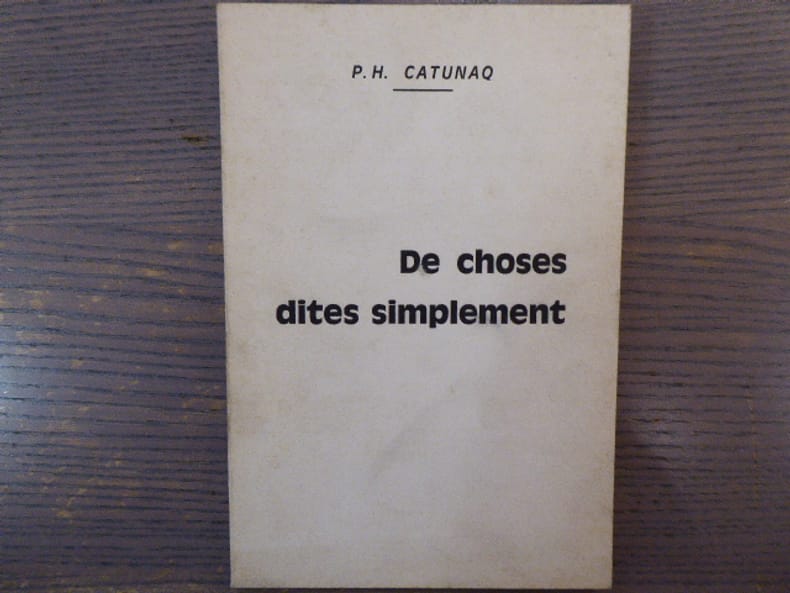 P. H. CATUNAQ
De choses
dites simplement